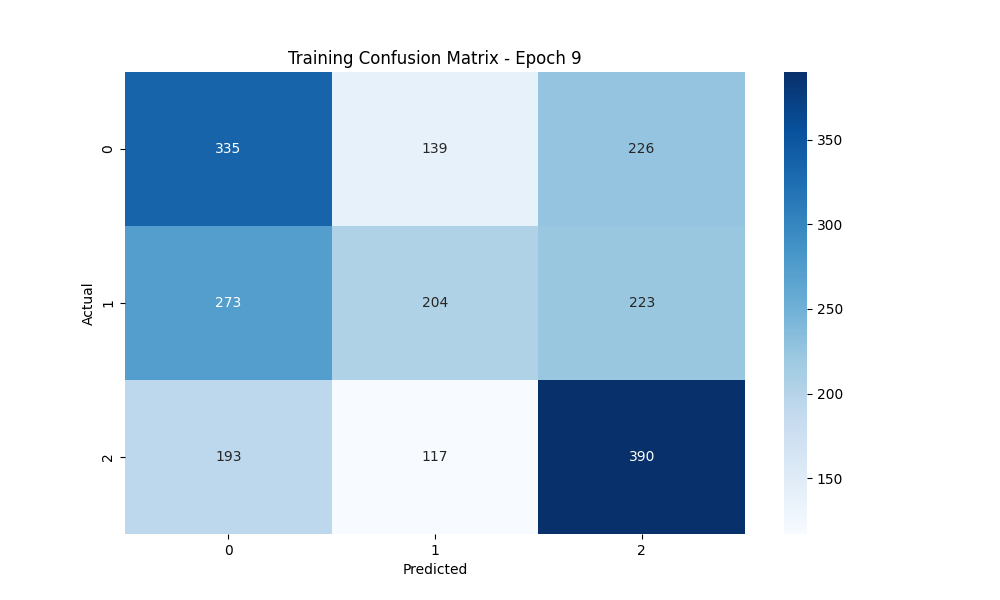 Training Confusion Matrix - Epoch 9
0 335 139 226
1 273 204 223
2 193 117 390
Actual
0 1 2
Predicted
350
300
250
200
150